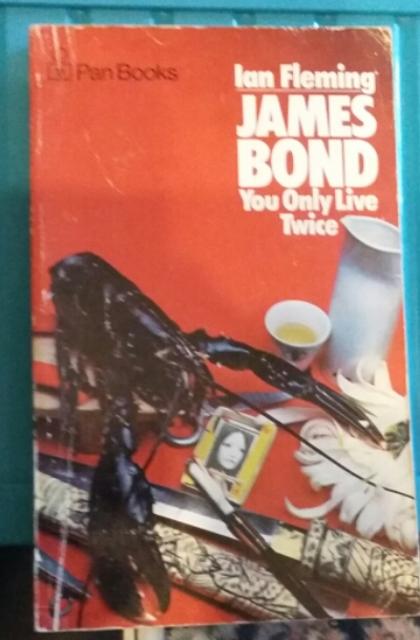 Pan Books
Ian Fleming
JAMES
BOND
You Only Live
Twice